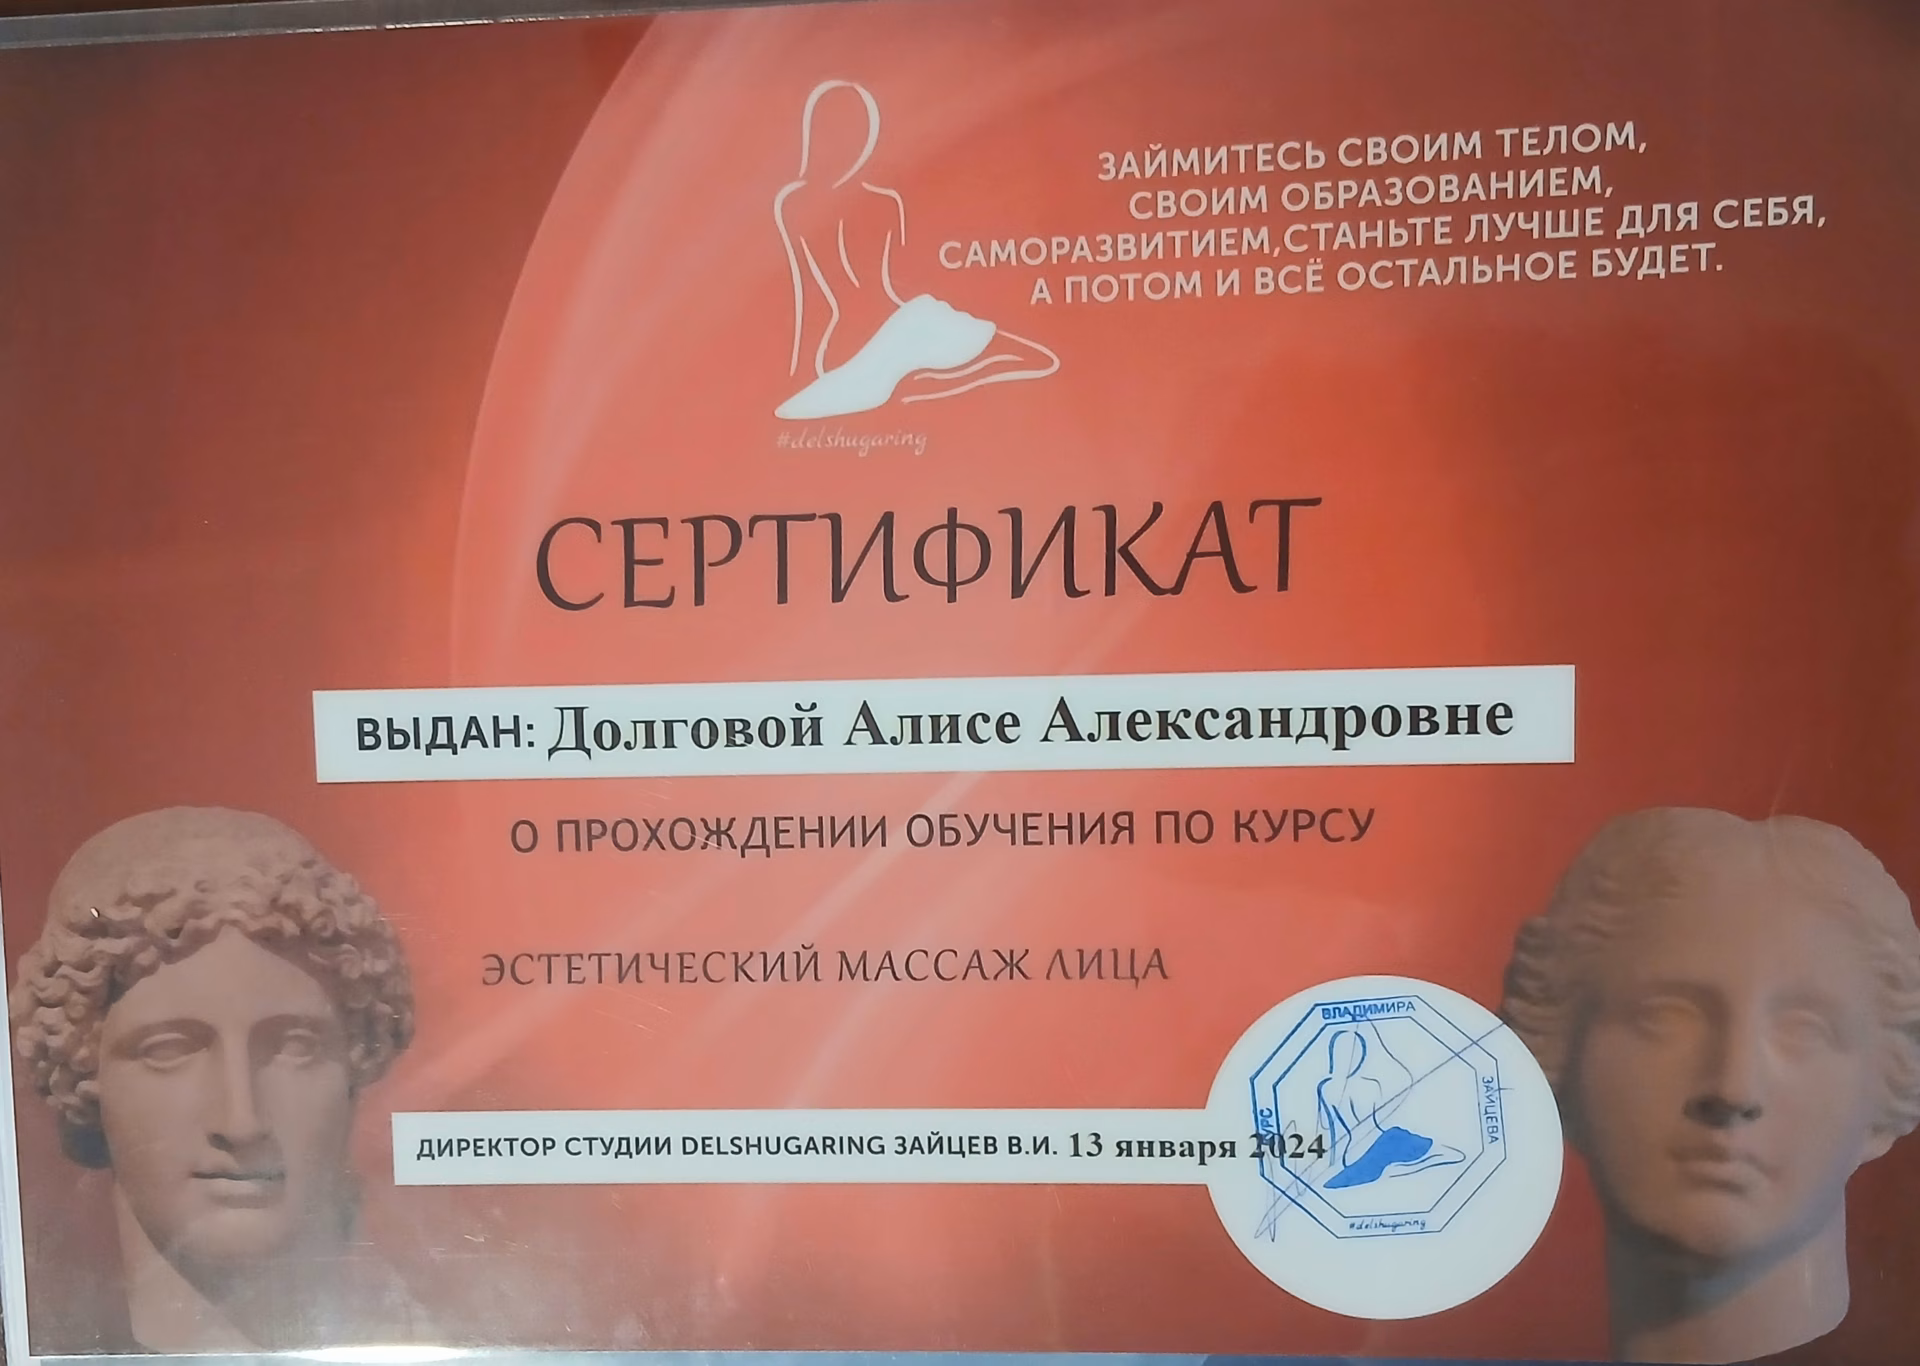 ЗАЙМИТЕСЬ СВОИМ ТЕЛОМ,
СВОИМ ОБРАЗОВАНИЕМ,
САМОРАЗВИТИЕМ,СТАНЬТЕ ЛУЧШЕ ДЛЯ СЕБЯ,
А ПОТОМ И ВСЁ ОСТАЛЬНОЕ БУДЕТ.
#delshugaring
СЕРТИФИКАТ
ВЫДАН: Долговой Алисе Александровне
О ПРОХОЖДЕНИИ ОБУЧЕНИЯ ПО КУРСУ
ЭСТЕТИЧЕСКИЙ МАССАЖ ЛИЦА
ДИРЕКТОР СТУДИИ DELSHUGARING ЗАЙЦЕВ В.И. 13 января 2024
КУРС
ВЛАДИМИРА
ЗАЙЦЕВА
#delshugaring